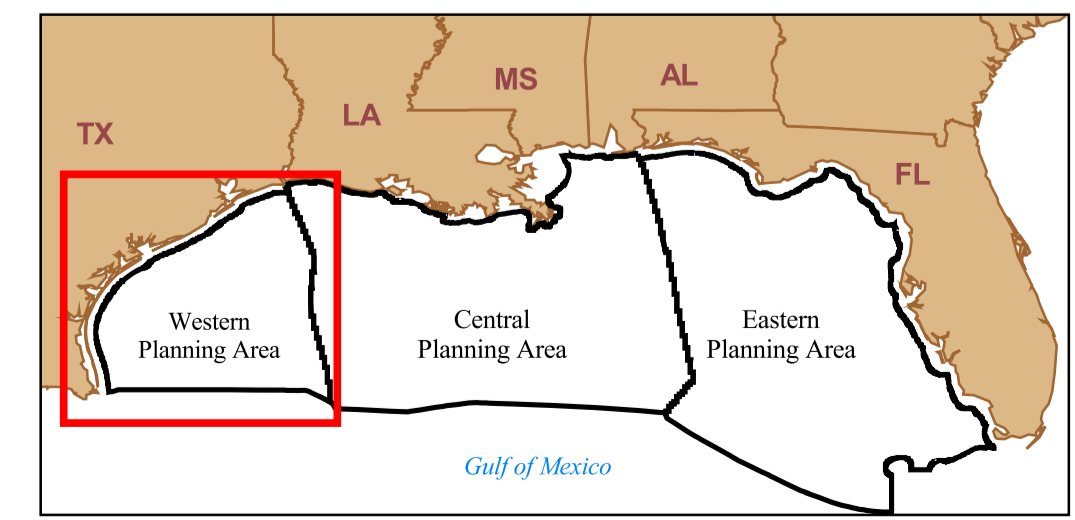 MS
AL
LA
TX
FL
Western
Planning Area
Central
Planning Area
Eastern
Planning Area
Gulf of Mexico